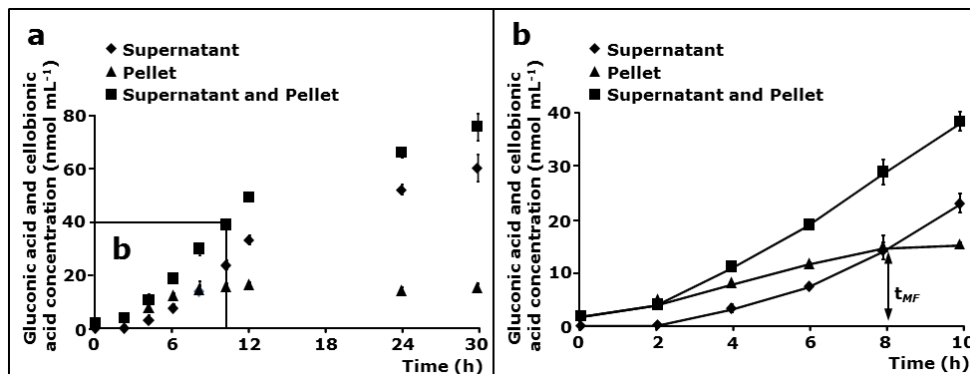 a
Supernatant
Pellet
Supernatant and Pellet
Gluconic acid and cellobionic
acid concentration (nmol mL⁻¹)
80
60
40
20
0
b
0 6 12 18 24 30
Time (h)
b
Supernatant
Pellet
Supernatant and Pellet
Gluconic acid and cellobionic
acid concentration (nmol mL⁻¹)
40
30
20
10
0
tMF
0 2 4 6 8 10
Time (h)